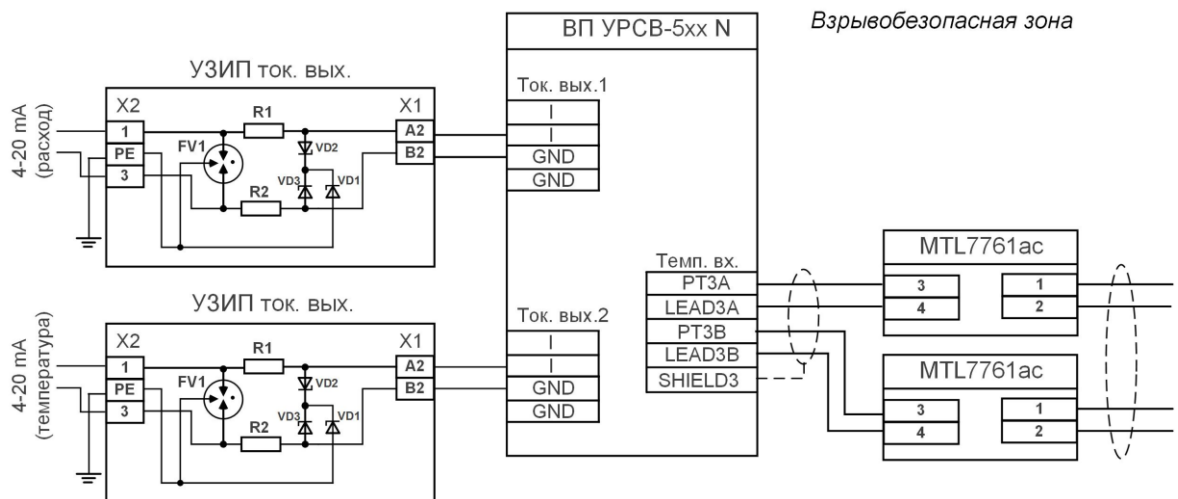 ВП УРСВ-5xx N
Взрывобезопасная зона
УЗИП ток. вых.
4-20 mA
(расход)
X2
1
PE
3
FV1
R1
R2
VD2
VD3
VD1
X1
A2
B2
Ток. вых.1
I
I
GND
GND
УЗИП ток. вых.
4-20 mA
(температура)
X2
1
PE
3
FV1
R1
R2
VD2
VD3
VD1
X1
A2
B2
Ток. вых.2
I
I
GND
GND
Темп. вх.
PT3A
LEAD3A
PT3B
LEAD3B
SHIELD3
MTL7761ac
3
4
1
2
MTL7761ac
3
4
1
2